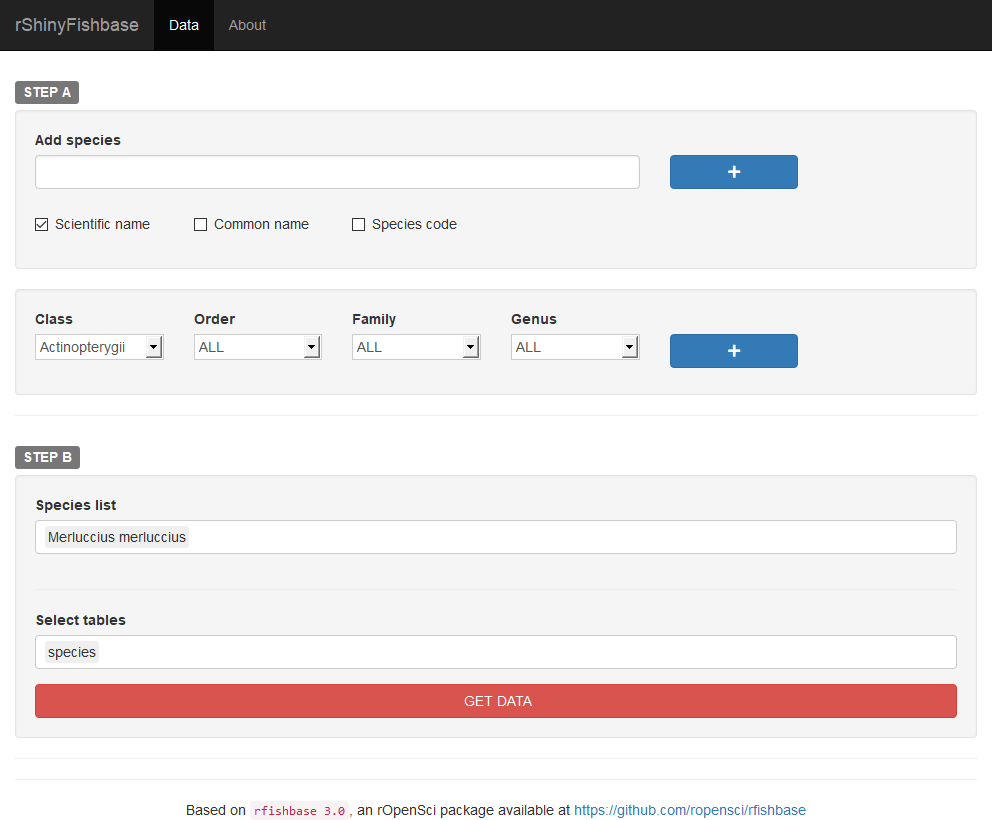 rShinyFishbase Data About
STEP A
Add species
+
Scientific name Common name Species code
Class Order Family Genus
Actinopterygii ALL ALL ALL +
STEP B
Species list
Merluccius merluccius
Select tables
species
GET DATA
Based on rfishbase 3.0, an rOpenSci package available at https://github.com/ropensci/rfishbase